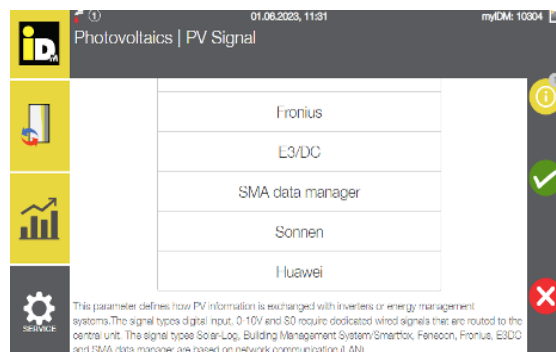 ① 01.08.2023, 11:31 myIDM: 10304
iDM
Photovoltaics | PV Signal
Fronius
E3/DC
SMA data manager
Sonnen
Huawei
SERVICE
This parameter defines how PV information is exchanged with inverters or energy management
systems.The signal types digital input, 0-10V and S0 require dedicated wired signals that are routed to the
central unit. The signal types Solar-Log, Building Management System/Smartfox, Fenecon, Fronius, E3DC
and SMA data manager are based on network communication (LAN)